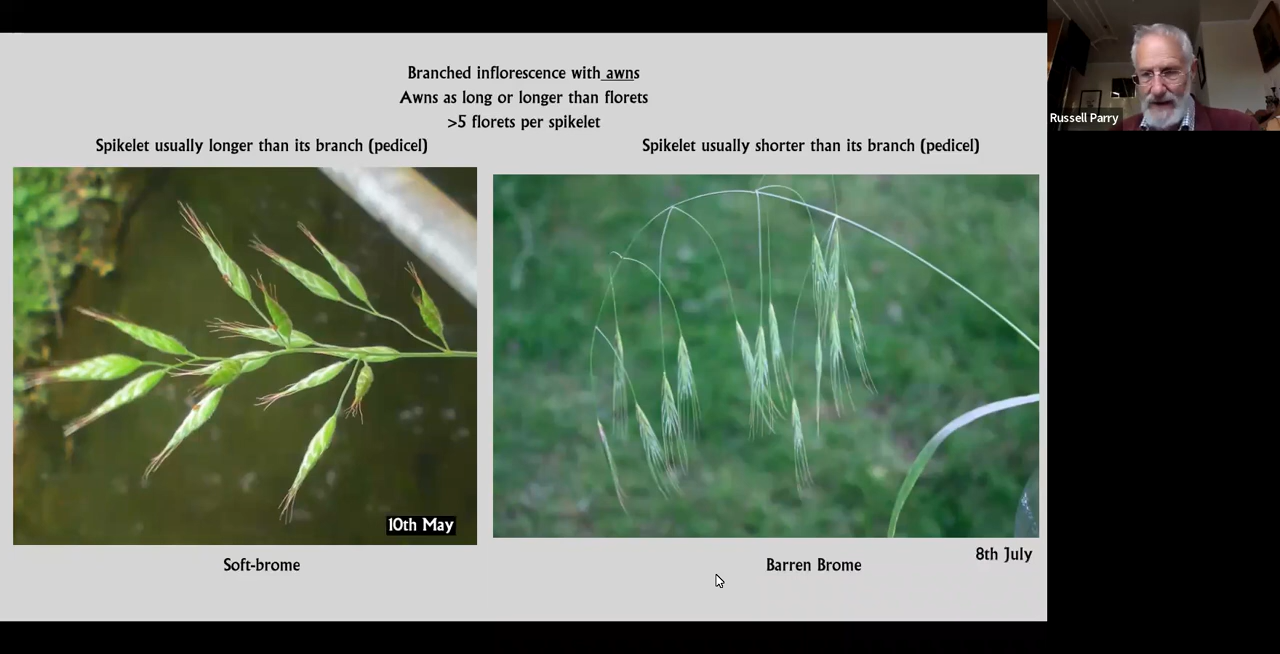 Branched inflorescence with awns
Awns as long or longer than florets
>5 florets per spikelet
Spikelet usually longer than its branch (pedicel)
Spikelet usually shorter than its branch (pedicel)
Russell Parry
10th May
8th July
Soft-brome
Barren Brome